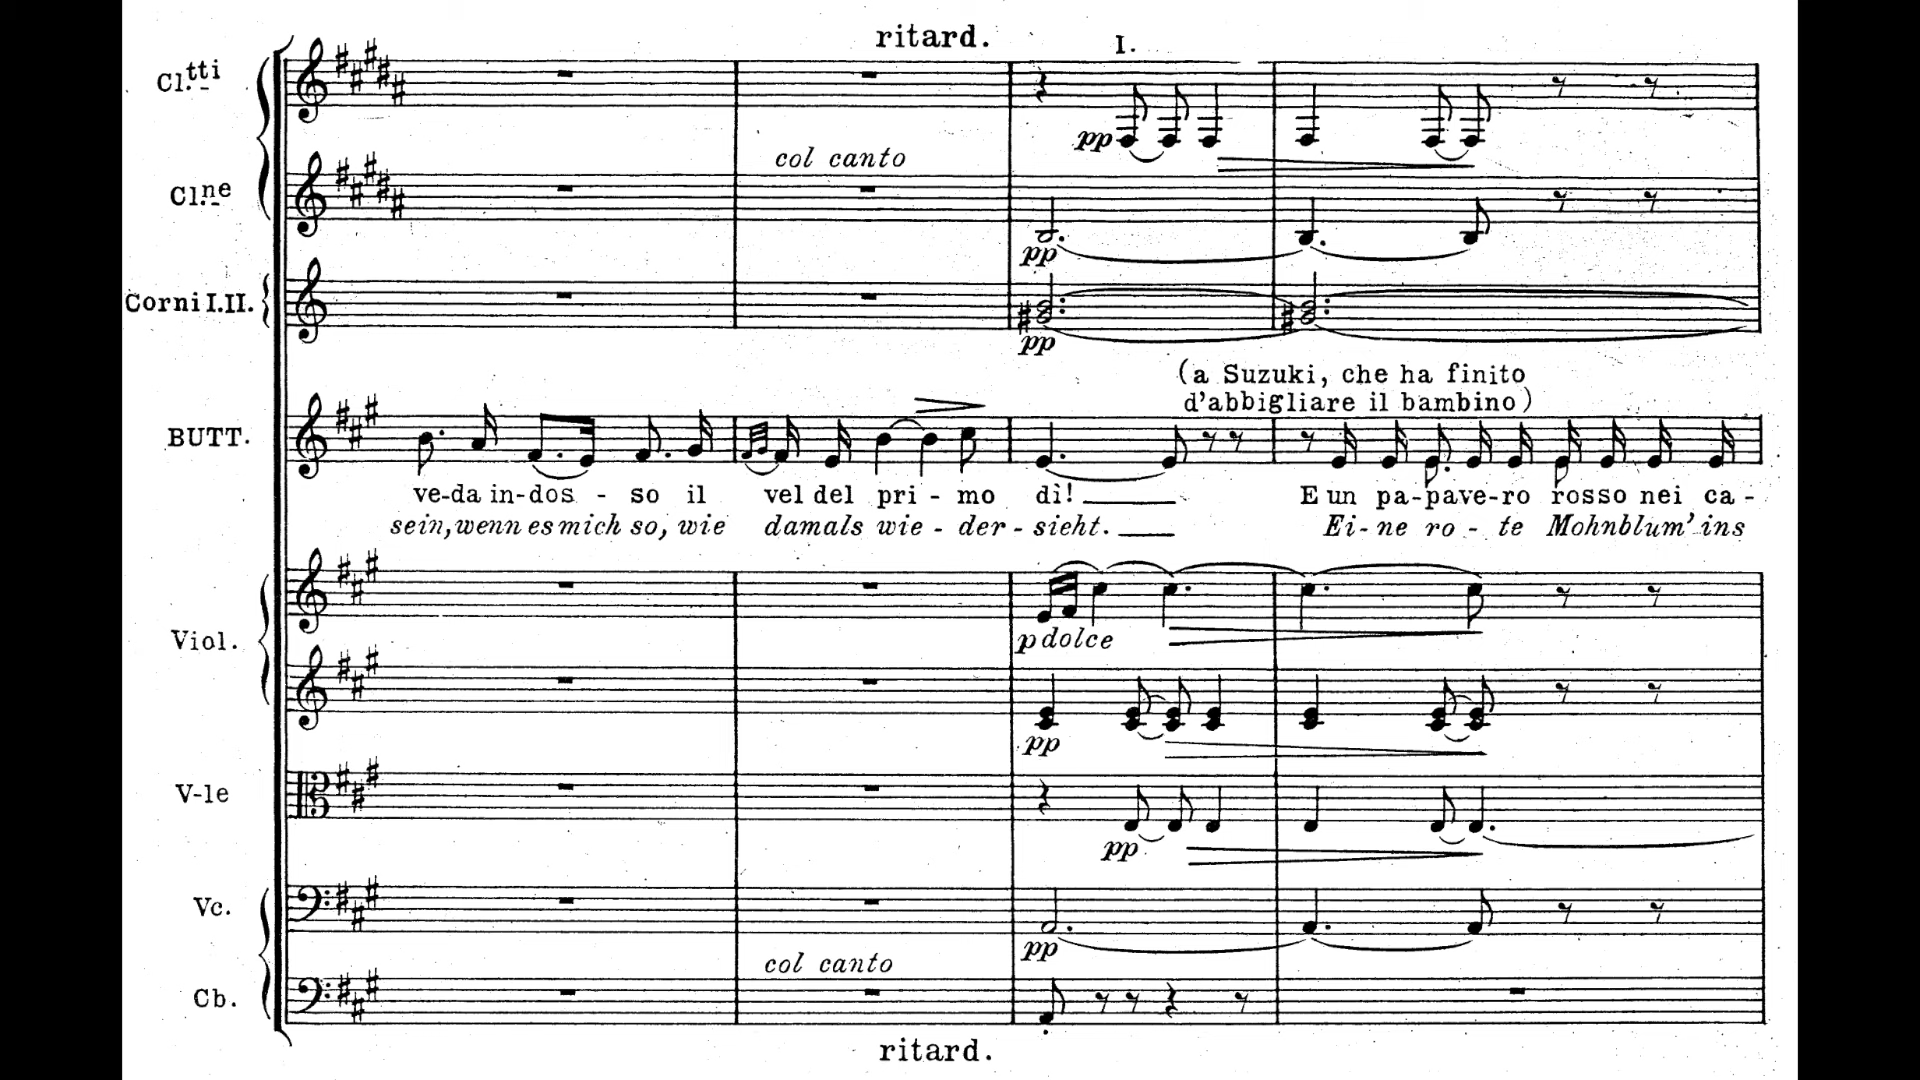 ritard.
I.
Cl.tti
col canto
pp
Cl.ne
pp
Corni I.II.
pp
(a Suzuki, che ha finito
d'abbigliare il bambino)
BUTT.
ve-da in-dos - so il vel del pri - mo dì! E un pa-pave-ro rosso nei ca-
sein, wenn es mich so, wie damals wie - der - sieht. Ei-ne ro - te Mohnblum' ins
Viol.
p dolce
pp
V-le
pp
Vc.
pp
col canto
Cb.
ritard.